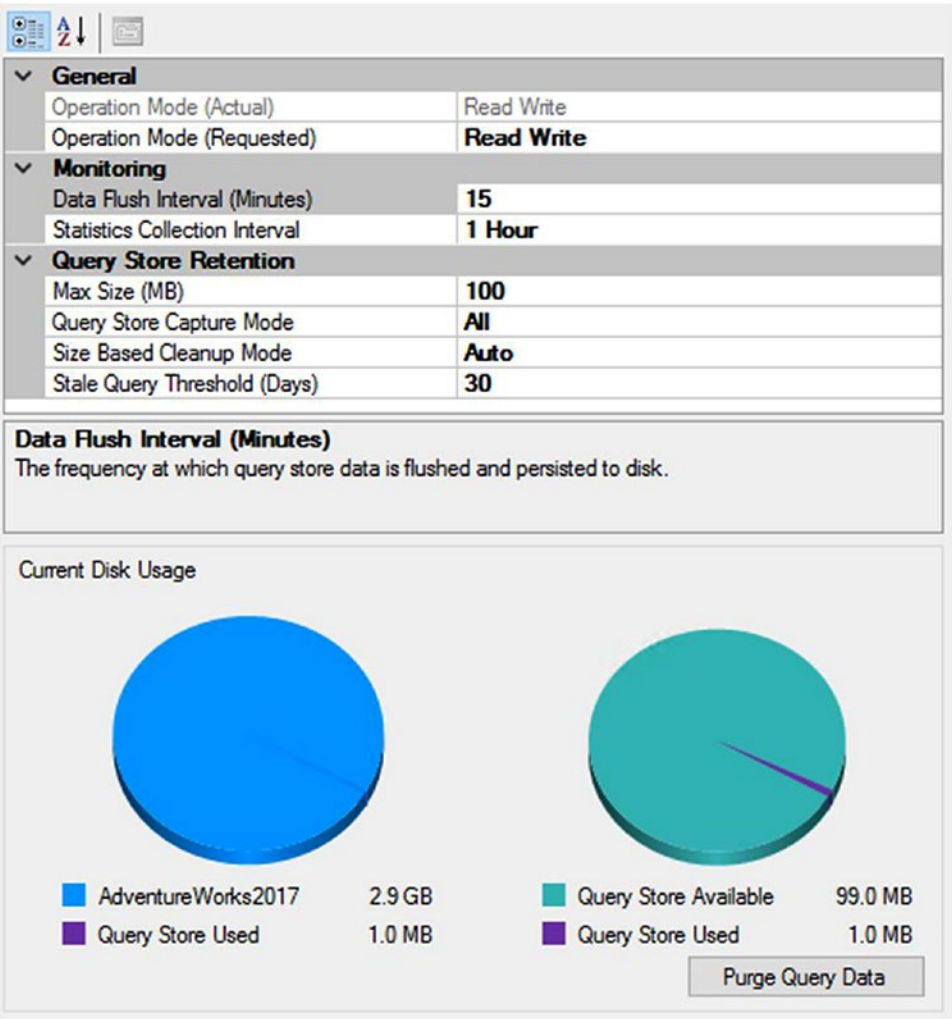 General
Operation Mode (Actual) Read Write
Operation Mode (Requested) Read Write
Monitoring
Data Flush Interval (Minutes) 15
Statistics Collection Interval 1 Hour
Query Store Retention
Max Size (MB) 100
Query Store Capture Mode All
Size Based Cleanup Mode Auto
Stale Query Threshold (Days) 30
Data Flush Interval (Minutes)
The frequency at which query store data is flushed and persisted to disk.
Current Disk Usage
AdventureWorks2017 2.9 GB
Query Store Used 1.0 MB
Query Store Available 99.0 MB
Query Store Used 1.0 MB
Purge Query Data